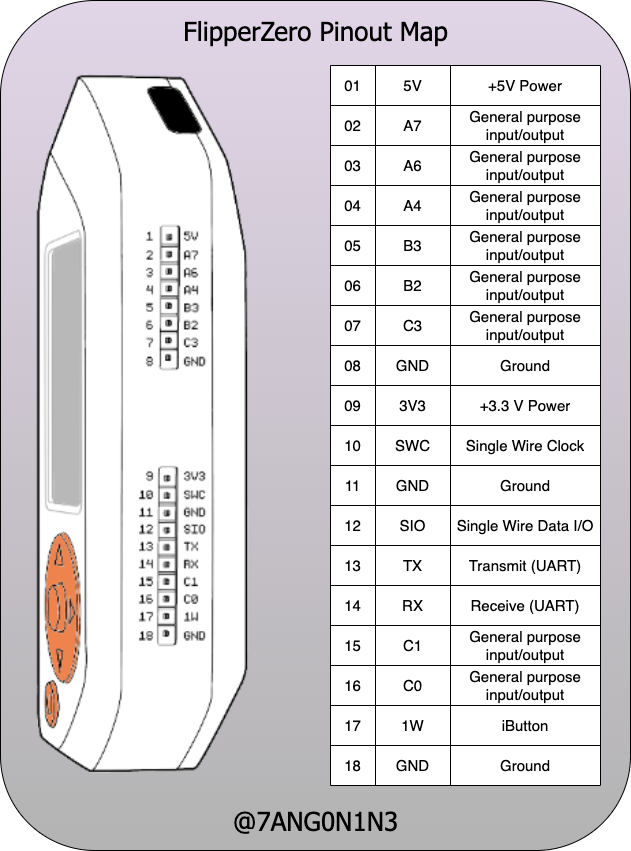 FlipperZero Pinout Map
1 5V
2 A7
3 A6
4 A4
5 B3
6 B2
7 C3
8 GND
9 3V3
10 SWC
11 GND
12 SIO
13 TX
14 RX
15 C1
16 C0
17 1W
18 GND
01 5V +5V Power
02 A7 General purpose
input/output
03 A6 General purpose
input/output
04 A4 General purpose
input/output
05 B3 General purpose
input/output
06 B2 General purpose
input/output
07 C3 General purpose
input/output
08 GND Ground
09 3V3 +3.3 V Power
10 SWC Single Wire Clock
11 GND Ground
12 SIO Single Wire Data I/O
13 TX Transmit (UART)
14 RX Receive (UART)
15 C1 General purpose
input/output
16 C0 General purpose
input/output
17 1W iButton
18 GND Ground
@7ANG0N1N3